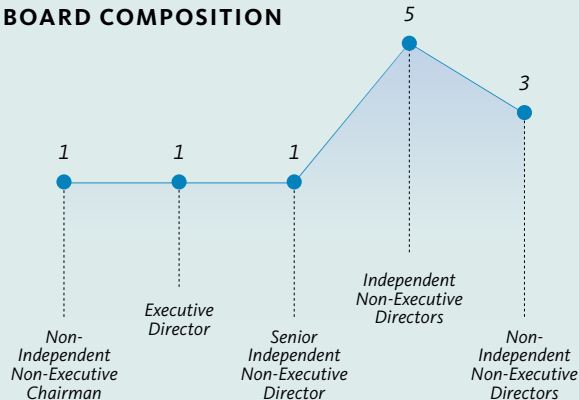 BOARD COMPOSITION
1
1
1
5
3
Non-
Independent
Non-Executive
Chairman
Executive
Director
Senior
Independent
Non-Executive
Director
Independent
Non-Executive
Directors
Non-
Independent
Non-Executive
Directors